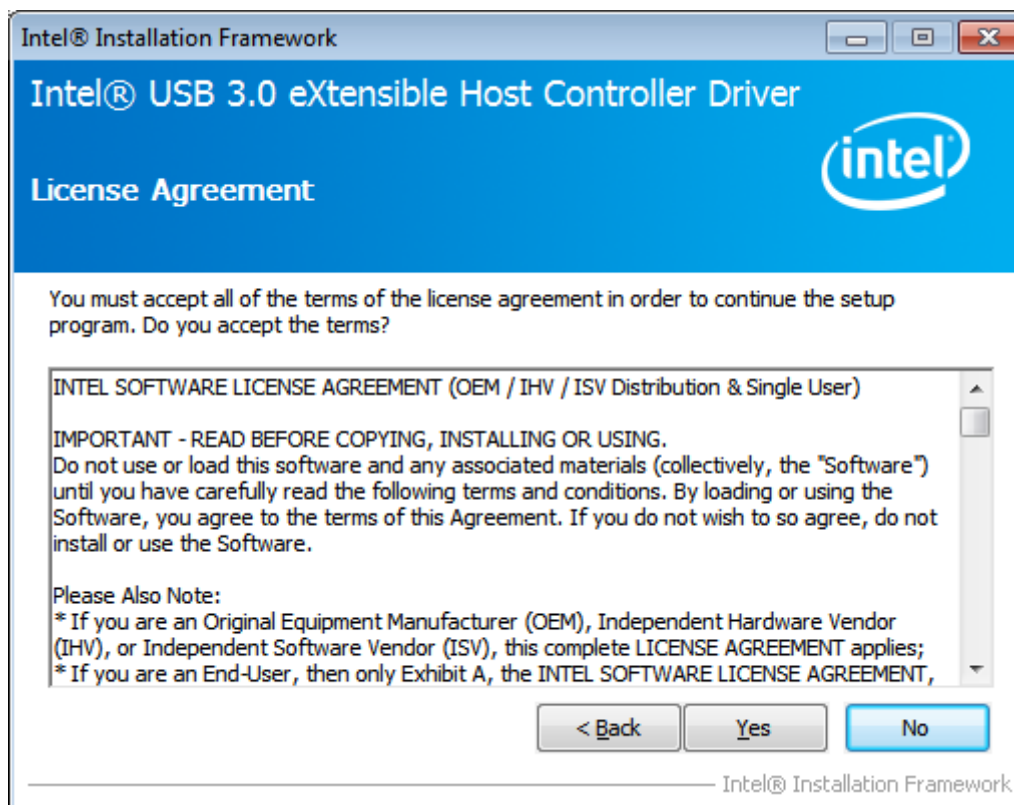 Intel® Installation Framework
Intel® USB 3.0 eXtensible Host Controller Driver
intel
License Agreement
You must accept all of the terms of the license agreement in order to continue the setup
program. Do you accept the terms?
INTEL SOFTWARE LICENSE AGREEMENT (OEM / IHV / ISV Distribution & Single User)
IMPORTANT - READ BEFORE COPYING, INSTALLING OR USING.
Do not use or load this software and any associated materials (collectively, the "Software")
until you have carefully read the following terms and conditions. By loading or using the
Software, you agree to the terms of this Agreement. If you do not wish to so agree, do not
install or use the Software.
Please Also Note:
* If you are an Original Equipment Manufacturer (OEM), Independent Hardware Vendor
(IHV), or Independent Software Vendor (ISV), this complete LICENSE AGREEMENT applies;
* If you are an End-User, then only Exhibit A, the INTEL SOFTWARE LICENSE AGREEMENT,
< Back Yes No
Intel® Installation Framework